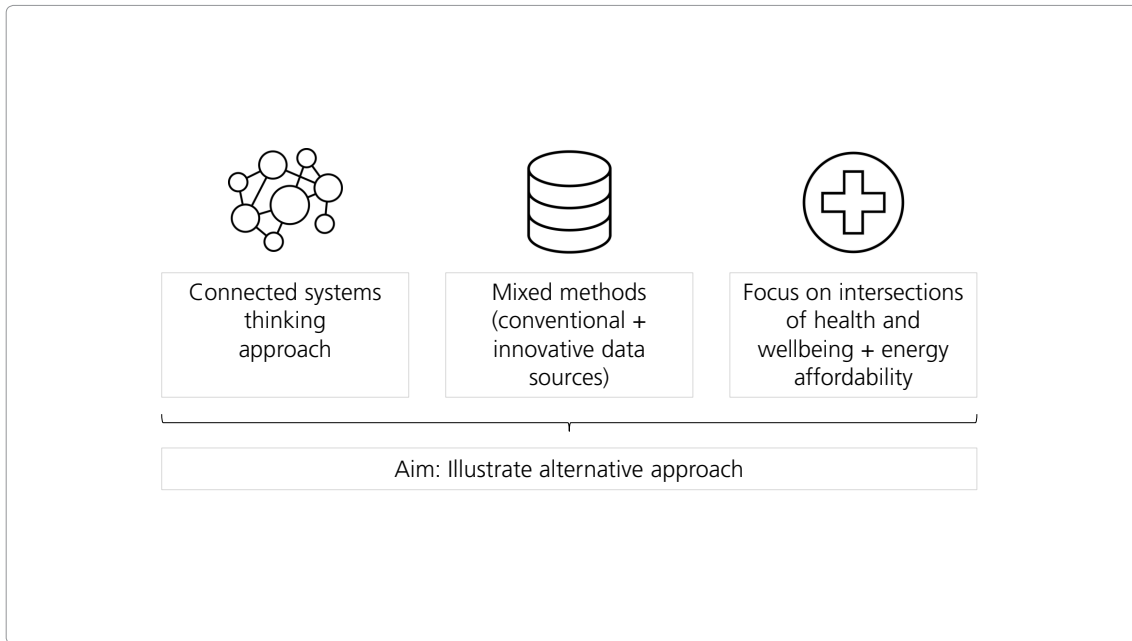 Connected systems
thinking
approach
Mixed methods
(conventional +
innovative data
sources)
Focus on intersections
of health and
wellbeing + energy
affordability
Aim: Illustrate alternative approach